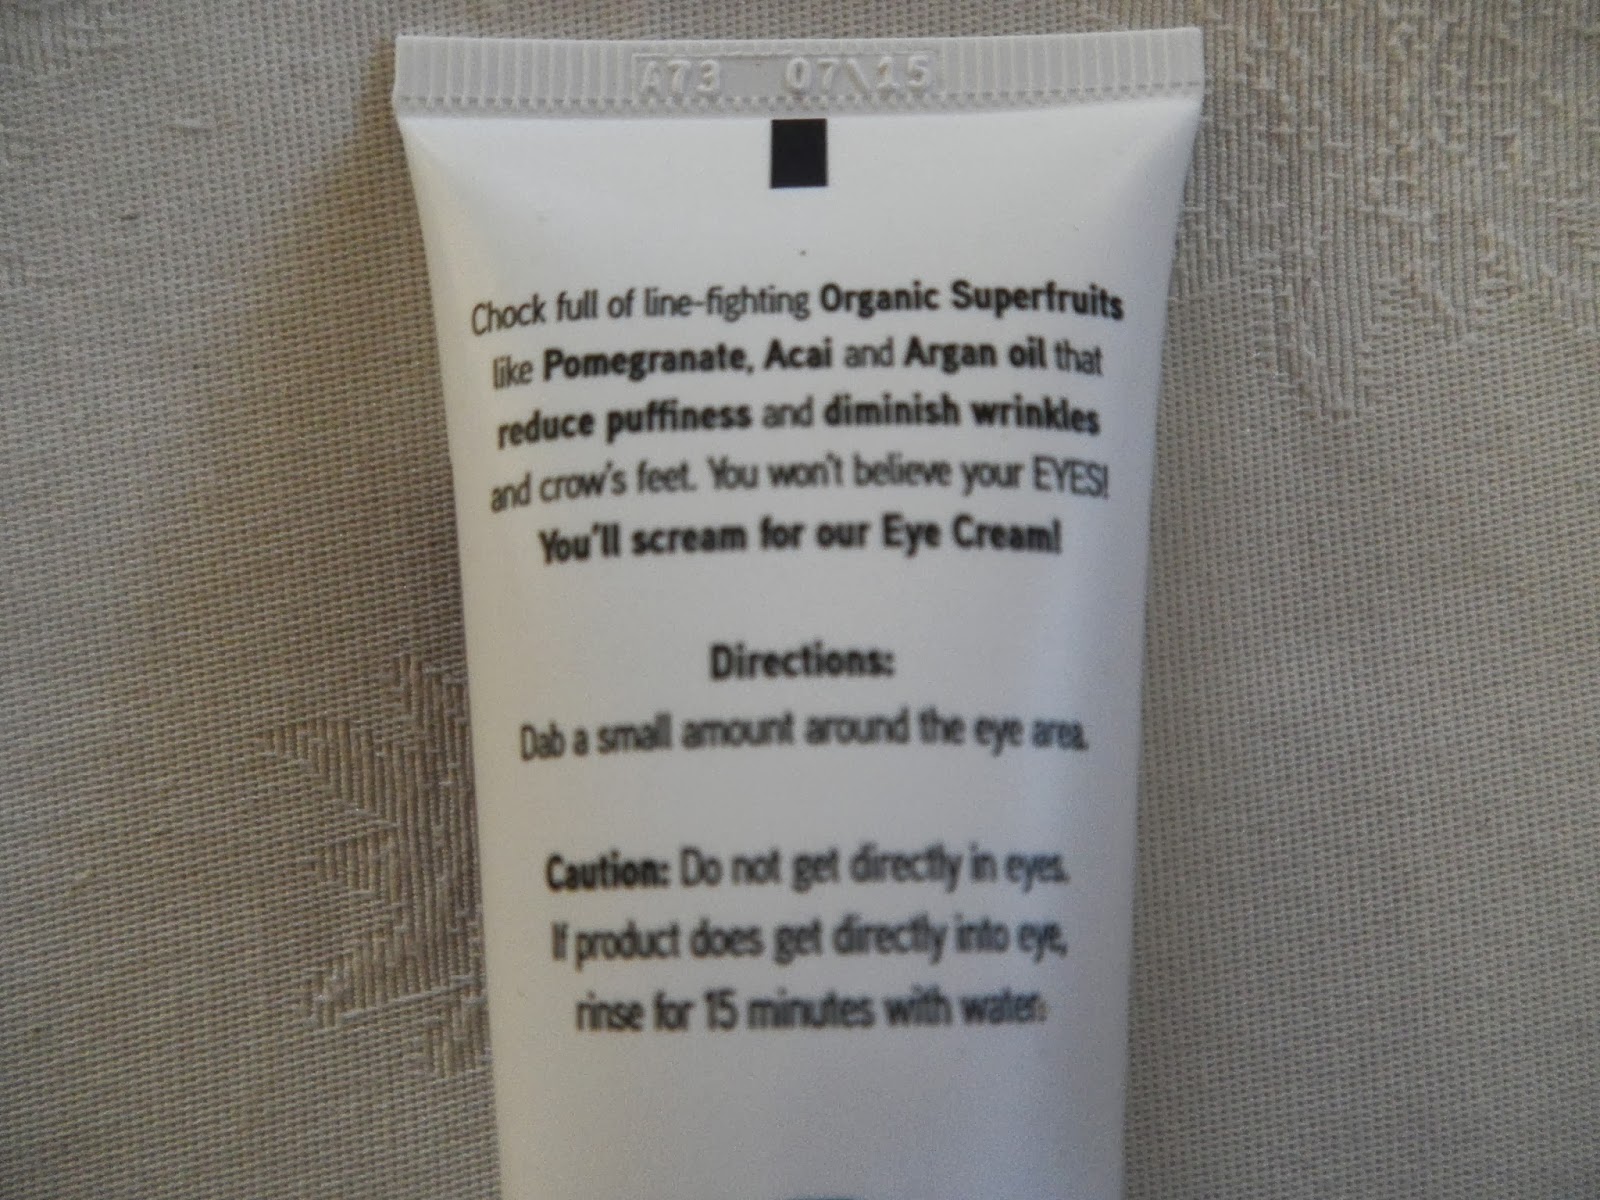 A73 07\15
Chock full of line-fighting Organic Superfruits
like Pomegranate, Acai and Argan oil that
reduce puffiness and diminish wrinkles
and crow's feet. You won't believe your EYES!
You'll scream for our Eye Cream!
Directions:
Dab a small amount around the eye area.
Caution: Do not get directly in eyes.
If product does get directly into eye,
rinse for 15 minutes with water.